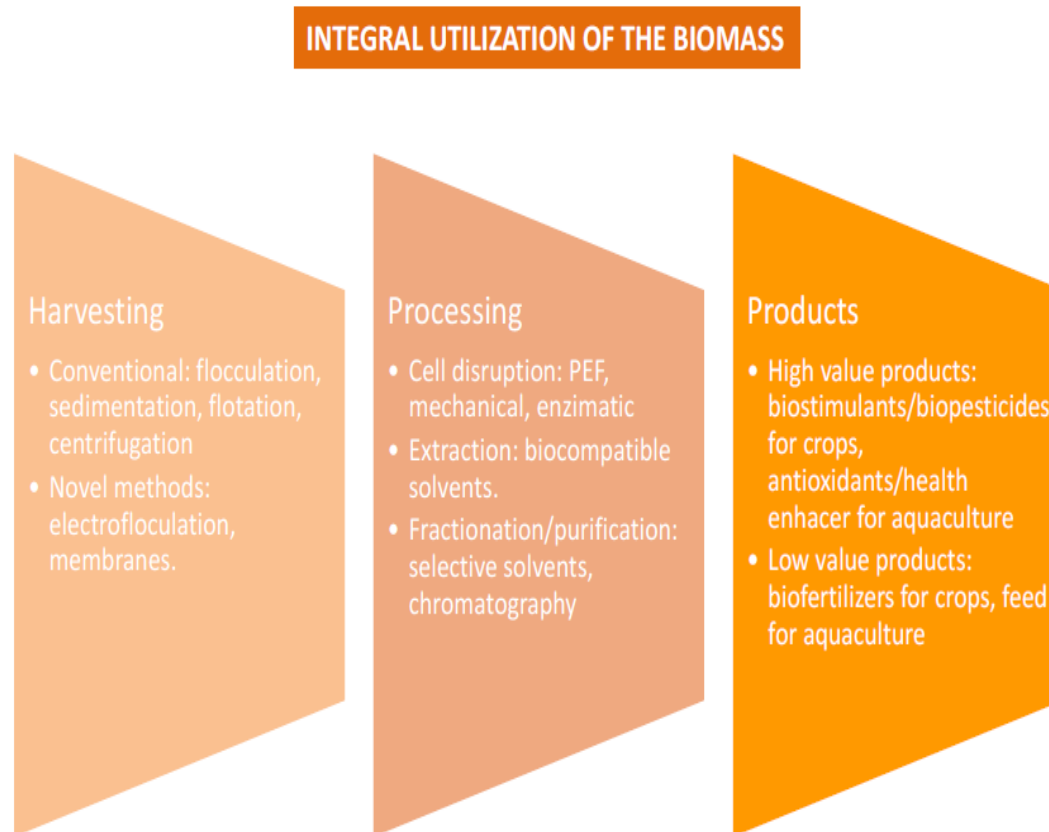 INTEGRAL UTILIZATION OF THE BIOMASS
Harvesting
• Conventional: flocculation,
sedimentation, flotation,
centrifugation
• Novel methods:
electrofloculation,
membranes.
Processing
• Cell disruption: PEF,
mechanical, enzimatic
• Extraction: biocompatible
solvents.
• Fractionation/purification:
selective solvents,
chromatography
Products
• High value products:
biostimulants/biopesticides
for crops,
antioxidants/health
enhacer for aquaculture
• Low value products:
biofertilizers for crops, feed
for aquaculture